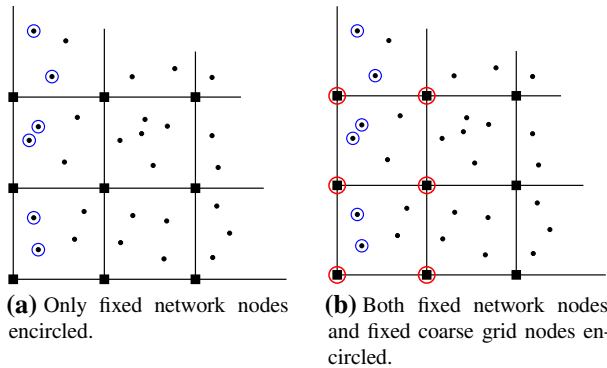 (a) Only fixed network nodes
encircled.
(b) Both fixed network nodes
and fixed coarse grid nodes en-
circled.